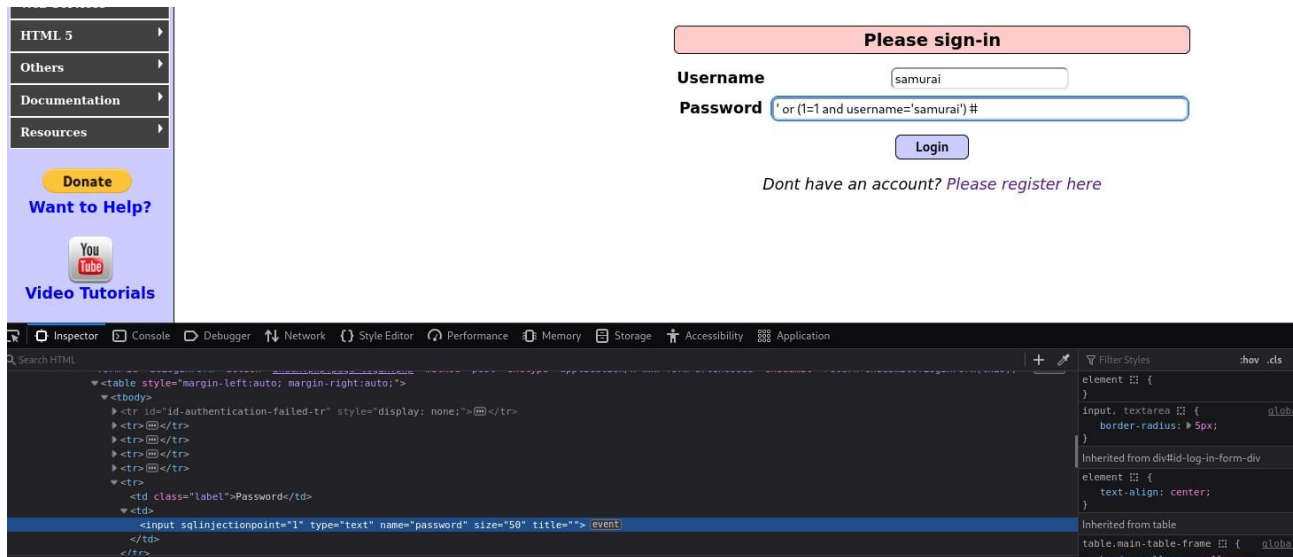 HTML 5
Others
Documentation
Resources
Donate
Want to Help?
You
Tube
Video Tutorials
Please sign-in
Username samurai
Password ' or (1=1 and username='samurai') #
Login
Dont have an account? Please register here
Inspector Console Debugger Network Style Editor Performance Memory Storage Accessibility Application
Search HTML
<table style="margin-left:auto; margin-right:auto;">
<tbody>
<tr id="id-authentication-failed-tr" style="display: none;"></tr>
<tr></tr>
<tr></tr>
<tr></tr>
<tr></tr>
<tr>
<td class="label">Password</td>
<td>
<input sqlinjectionpoint="1" type="text" name="password" size="50" title=""> event
</td>
</tr>
Filter Styles :hov .cls
element {
}
input, textarea { globa
border-radius: 5px;
}
Inherited from div#id-log-in-form-div
element {
text-align: center;
}
Inherited from table
table.main-table-frame { globa